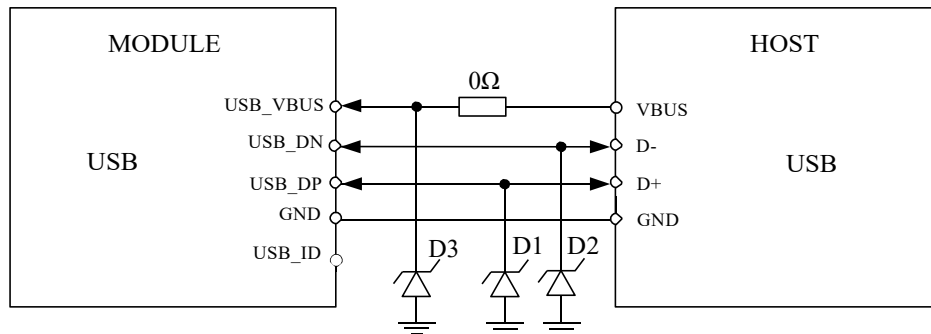 MODULE
HOST
0Ω
USB_VBUS
VBUS
USB_DN
D-
USB
USB
USB_DP
D+
GND
GND
USB_ID
D3
D1
D2